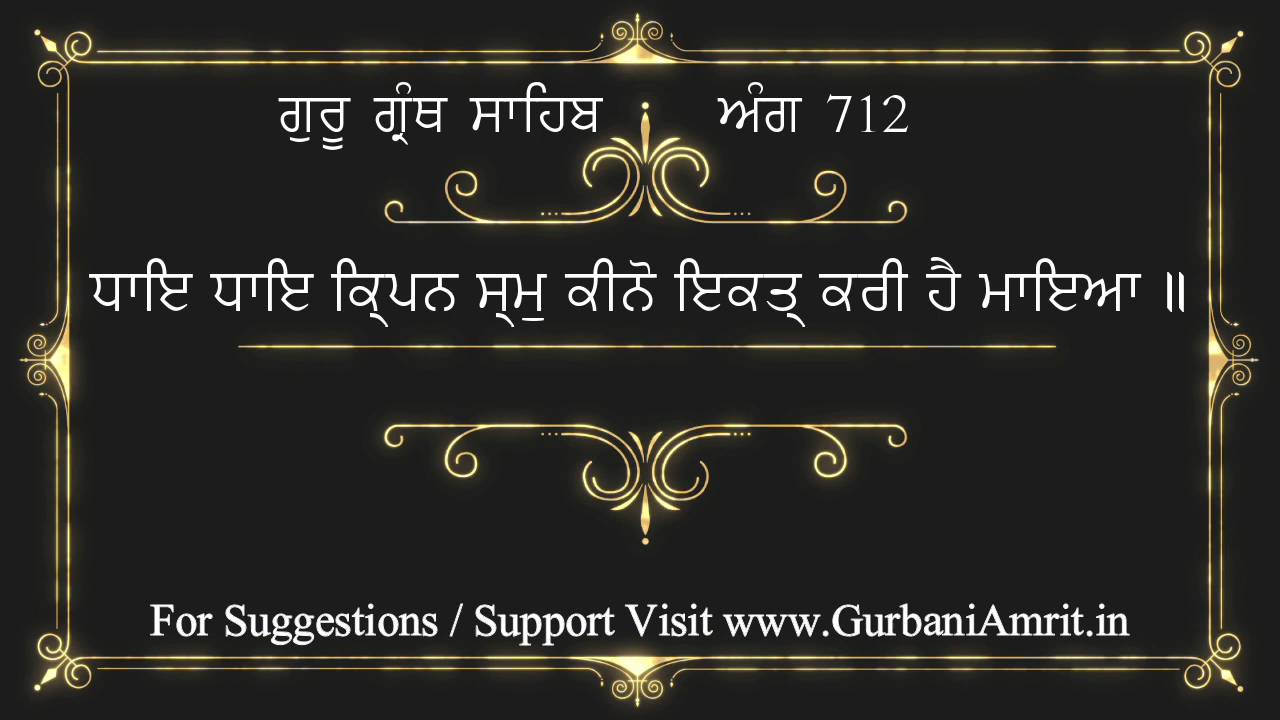 ਗੁਰੂ ਗ੍ਰੰਥ ਸਾਹਿਬ ਅੰਗ 712
ਧਾਇ ਧਾਇ ਕ੍ਰਿਪਨ ਸ੍ਰਮੁ ਕੀਨੋ ਇਕਤ੍ਰ ਕਰੀ ਹੈ ਮਾਇਆ ॥
For Suggestions / Support Visit www.GurbaniAmrit.in